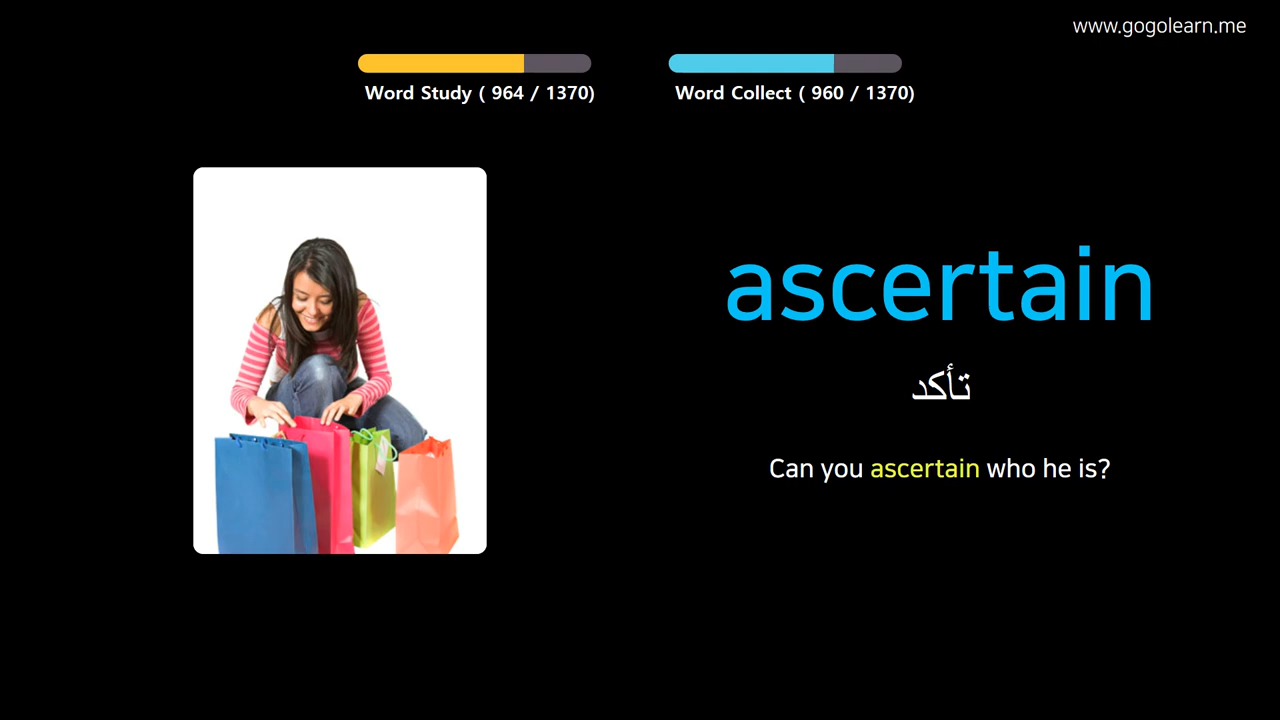 www.gogolearn.me
Word Study ( 964 / 1370)
Word Collect ( 960 / 1370)
ascertain
تأكد
Can you ascertain who he is?